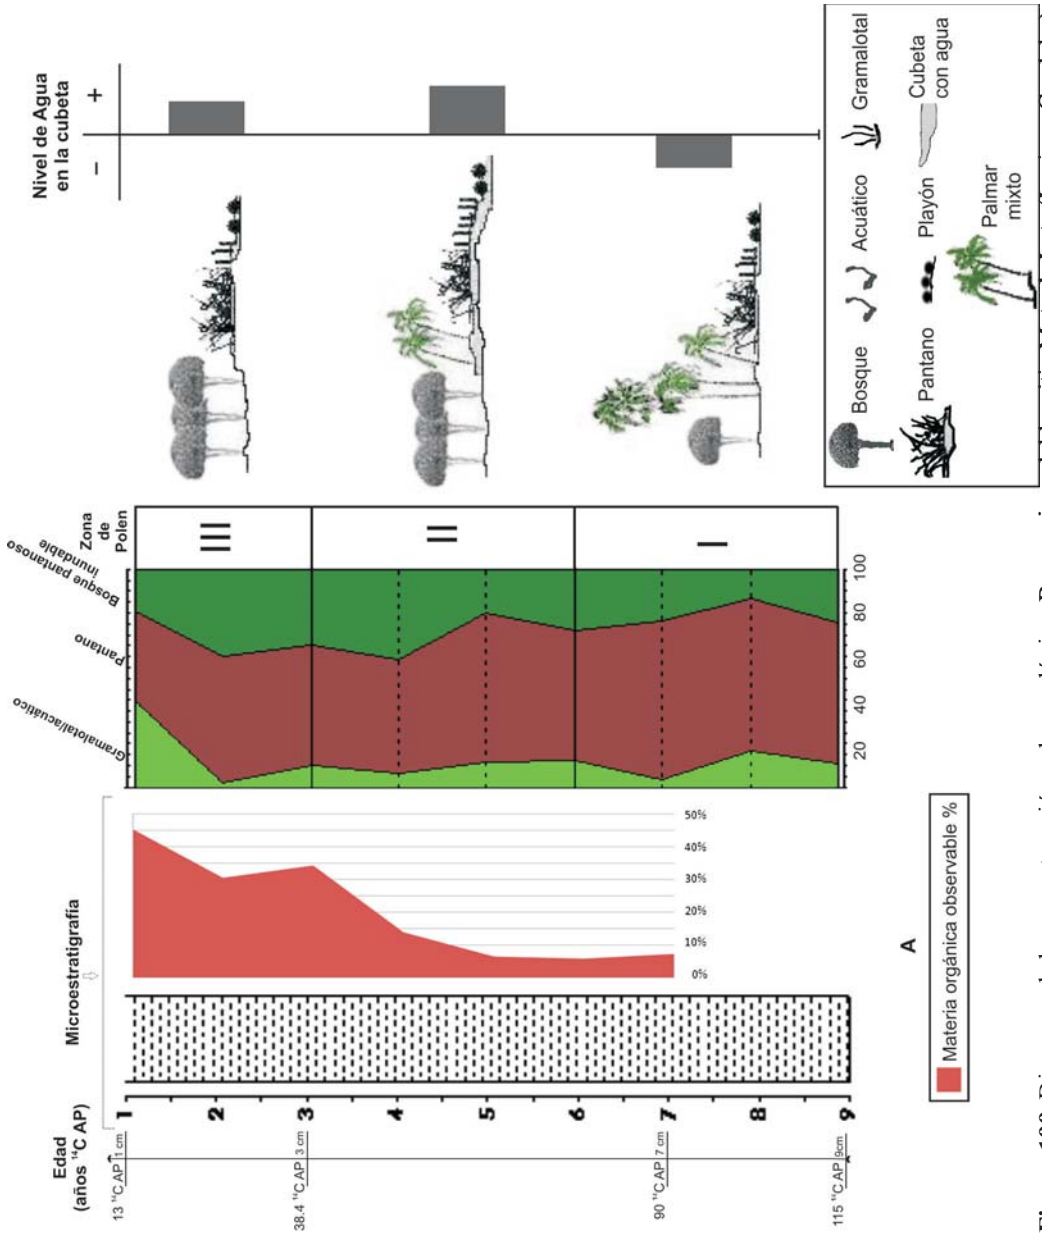 Edad
(años ¹⁴C AP)
Microestratigrafía
Gramalotal/acuático
Pantano
Bosque pantanoso
inundable
Zona
de
Polen
Nivel de Agua
en la cubeta
− +
13 ¹⁴C AP 1 cm
38.4 ¹⁴C AP 3 cm
90 ¹⁴C AP 7 cm
115 ¹⁴C AP 9cm
1
2
3
4
5
6
7
8
9
0%
10%
20%
30%
40%
50%
20
40
60
80
100
III
II
I
A
Materia orgánica observable %
Bosque
Acuático
Gramalotal
Pantano
Playón
Cubeta
con agua
Palmar
mixto